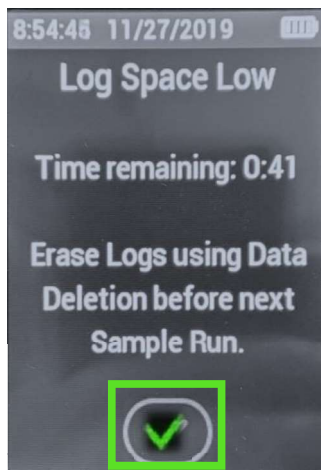 8:54:45 11/27/2019
Log Space Low
Time remaining: 0:41
Erase Logs using Data
Deletion before next
Sample Run.